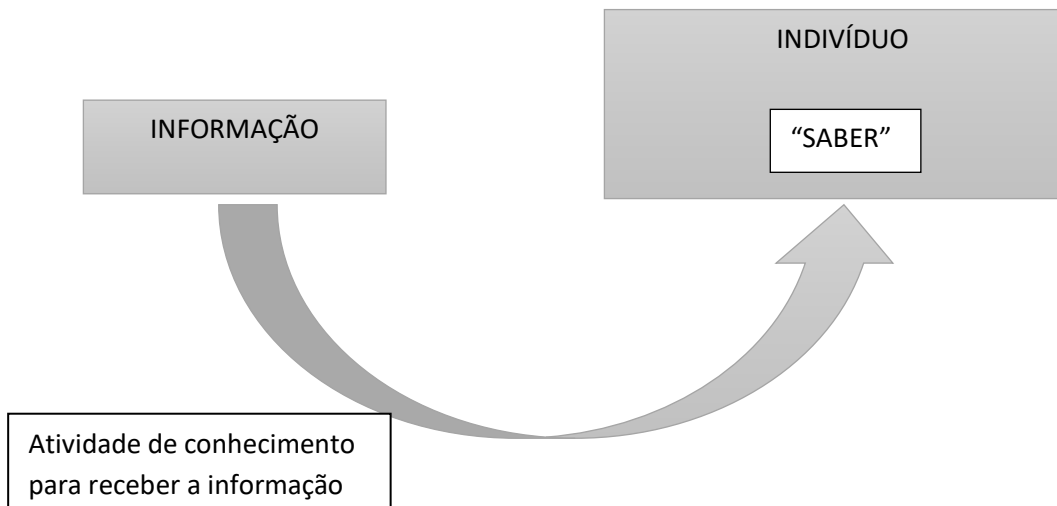 INDIVÍDUO
INFORMAÇÃO
“SABER”
Atividade de conhecimento
para receber a informação